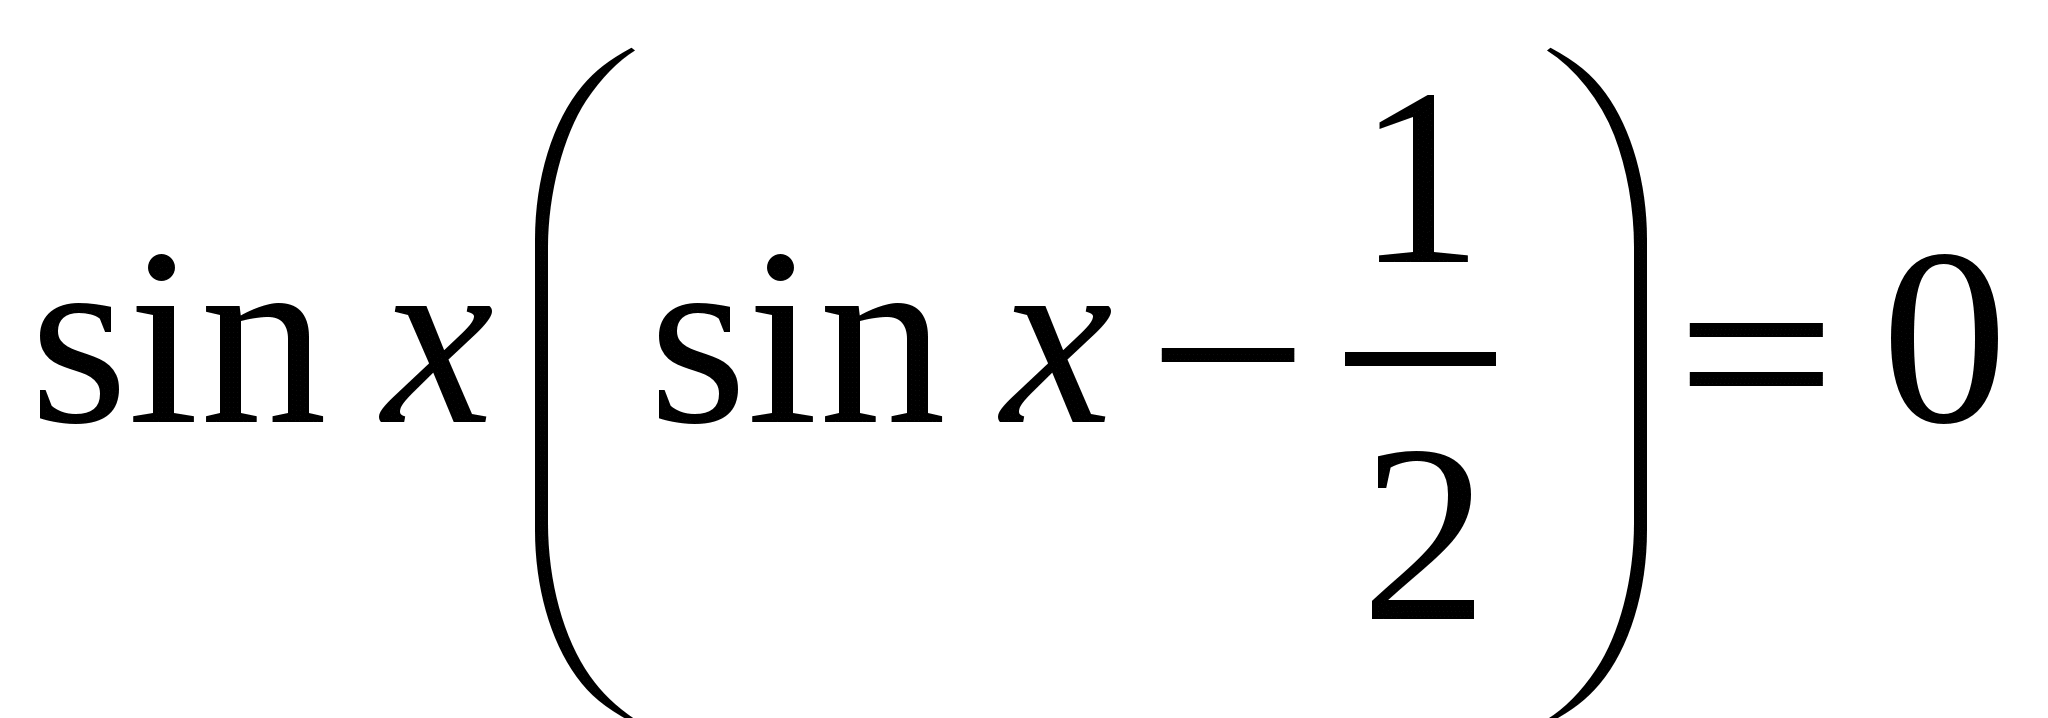 sin x ( sin x − 1/2 ) = 0